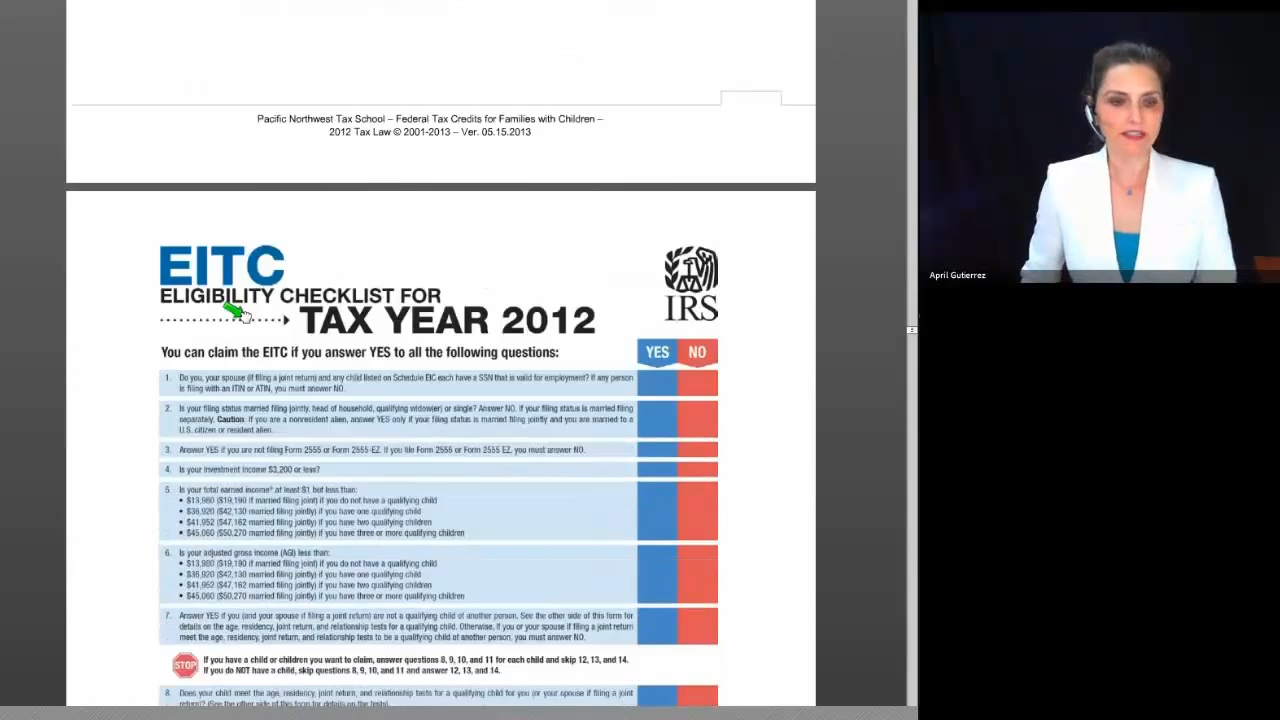 Pacific Northwest Tax School – Federal Tax Credits for Families with Children –
2012 Tax Law © 2001-2013 – Ver. 05.15.2013
EITC
ELIGIBILITY CHECKLIST FOR
TAX YEAR 2012
IRS
You can claim the EITC if you answer YES to all the following questions:
YES NO
1. Do you, your spouse (if filing a joint return) and any child listed on Schedule EIC each have a SSN that is valid for employment? If any person
is filing with an ITIN or ATIN, you must answer NO.
2. Is your filing status married filing jointly, head of household, qualifying widow(er) or single? Answer NO. If your filing status is married filing
separately. Caution: If you are a nonresident alien, answer YES only if your filing status is married filing jointly and you are married to a
U.S. citizen or resident alien.
3. Answer YES if you are not filing Form 2555 or Form 2555-EZ. If you file Form 2555 or Form 2555 EZ, you must answer NO.
4. Is your investment income $3,200 or less?
5. Is your total earned income* at least $1 but less than:
• $13,980 ($19,190 if married filing joint) if you do not have a qualifying child
• $36,920 ($42,130 married filing jointly) if you have one qualifying child
• $41,952 ($47,162 married filing jointly) if you have two qualifying children
• $45,060 ($50,270 married filing jointly) if you have three or more qualifying children
6. Is your adjusted gross income (AGI) less than:
• $13,980 ($19,190 if married filing joint) if you do not have a qualifying child
• $36,920 ($42,130 married filing jointly) if you have one qualifying child
• $41,952 ($47,162 married filing jointly) if you have two qualifying children
• $45,060 ($50,270 married filing jointly) if you have three or more qualifying children
7. Answer YES if you (and your spouse if filing a joint return) are not a qualifying child of another person. See the other side of this form for
details on the age, residency, joint return, and relationship tests for a qualifying child. Otherwise, if you or your spouse if filing a joint return
meet the age, residency, joint return, and relationship tests to be a qualifying child of another person, you must answer NO.
STOP
If you have a child or children you want to claim, answer questions 8, 9, 10, and 11 for each child and skip 12, 13, and 14.
If you do NOT have a child, skip questions 8, 9, 10, and 11 and answer 12, 13, and 14.
8. Does your child meet the age, residency, joint return, and relationship tests for a qualifying child for you (or your spouse if filing a joint
return)? (See the other side of this form for details on the tests).
April Gutierrez